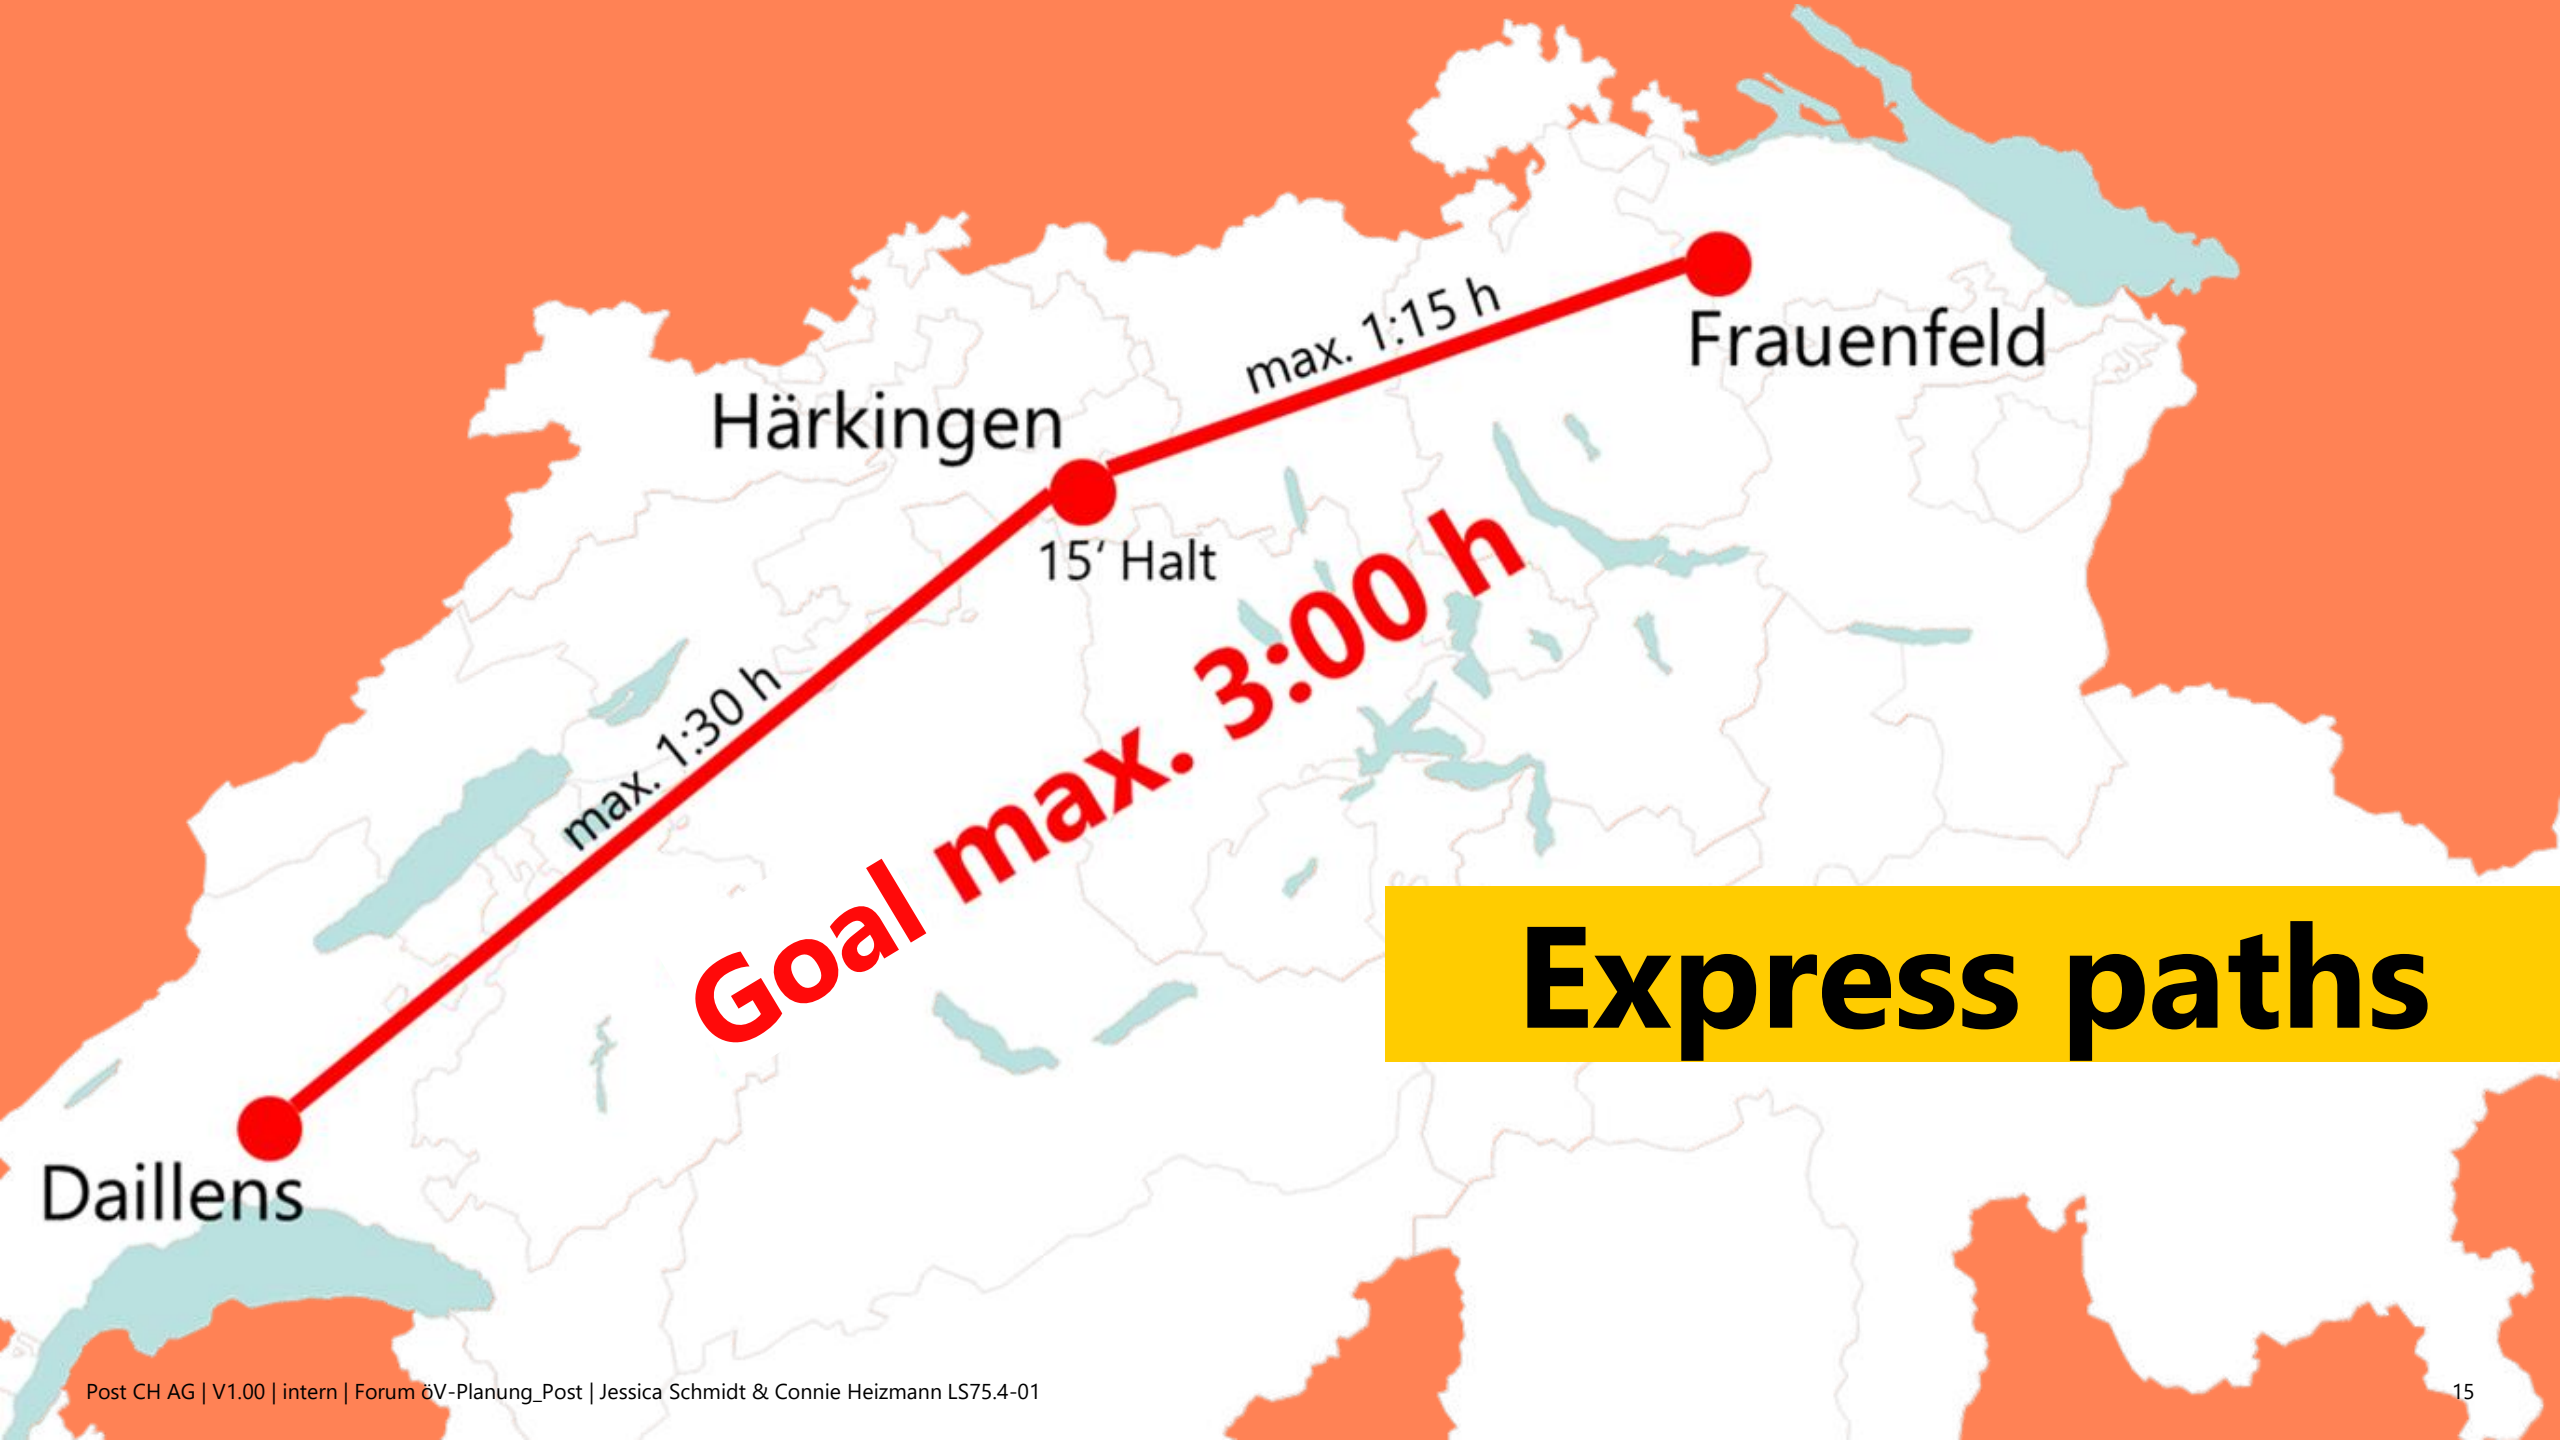 max. 1:15 h
Frauenfeld
Härkingen
15‘ Halt
max. 1:30 h
Goal max. 3:00 h
Express paths
Daillens
Post CH AG | V1.00 | intern | Forum öV-Planung_Post | Jessica Schmidt & Connie Heizmann LS75.4-01
15